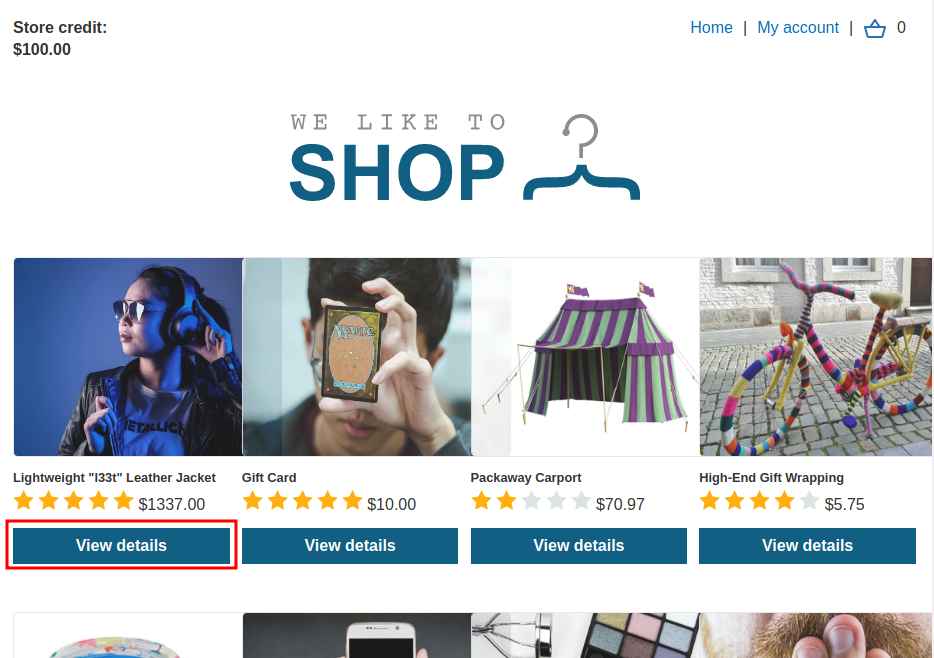 Store credit:
$100.00
Home | My account | 0
WE LIKE TO
SHOP
MAGIC
METALLICA
Lightweight "l33t" Leather Jacket
$1337.00
View details
Gift Card
$10.00
View details
Packaway Carport
$70.97
View details
High-End Gift Wrapping
$5.75
View details